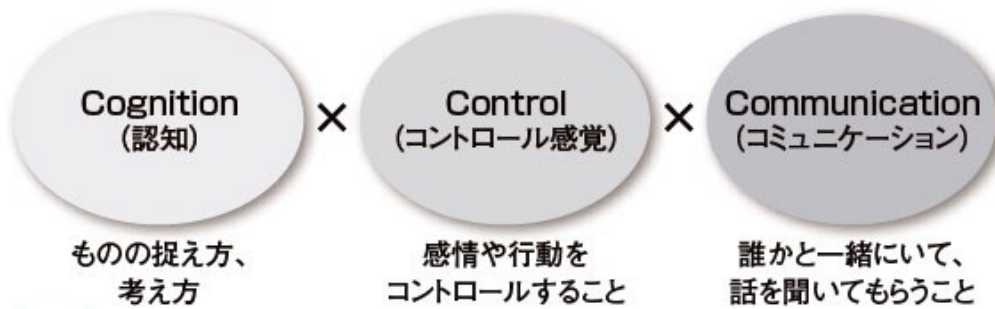 Cognition
(認知)
×
Control
(コントロール感覚)
×
Communication
(コミュニケーション)
ものの捉え方、
考え方
感情や行動を
コントロールすること
誰かと一緒にいて、
話を聞いてもらうこと